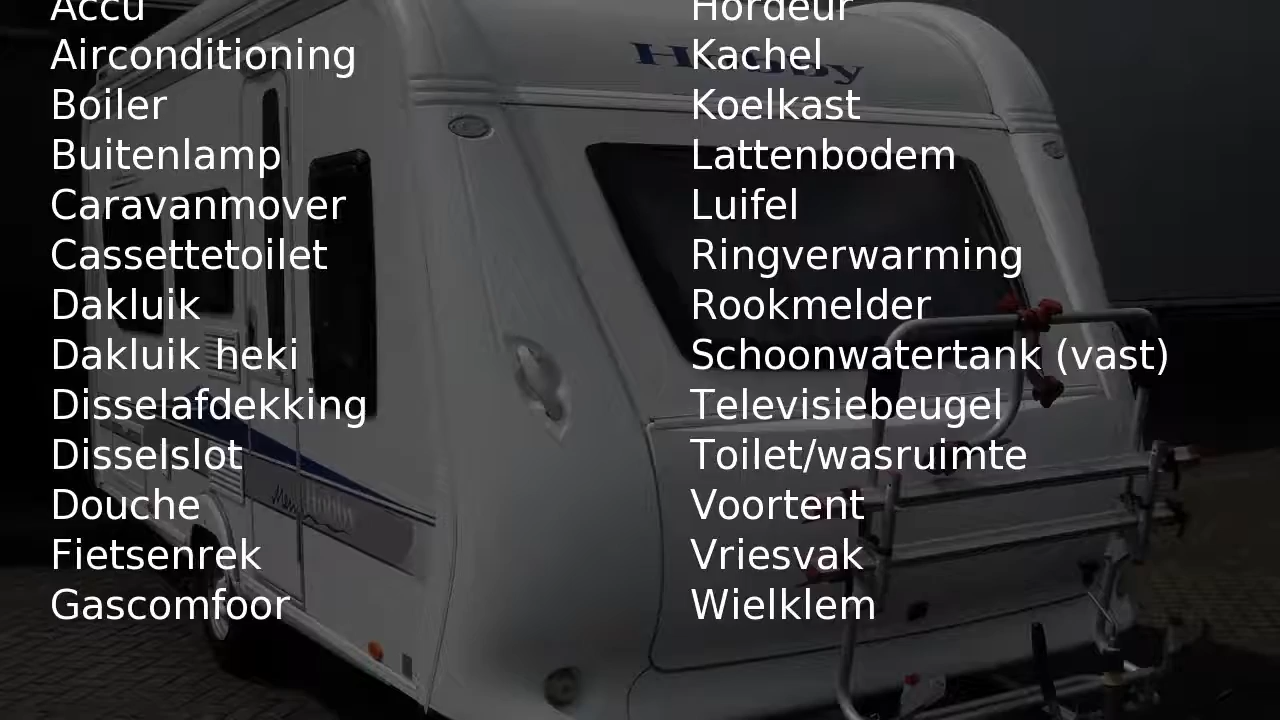 Accu
Airconditioning
Boiler
Buitenlamp
Caravanmover
Cassettetoilet
Dakluik
Dakluik heki
Disselafdekking
Disselslot
Douche
Fietsenrek
Gascomfoor
Hordeur
Kachel
Koelkast
Lattenbodem
Luifel
Ringverwarming
Rookmelder
Schoonwatertank (vast)
Televisiebeugel
Toilet/wasruimte
Voortent
Vriesvak
Wielklem
Hobby